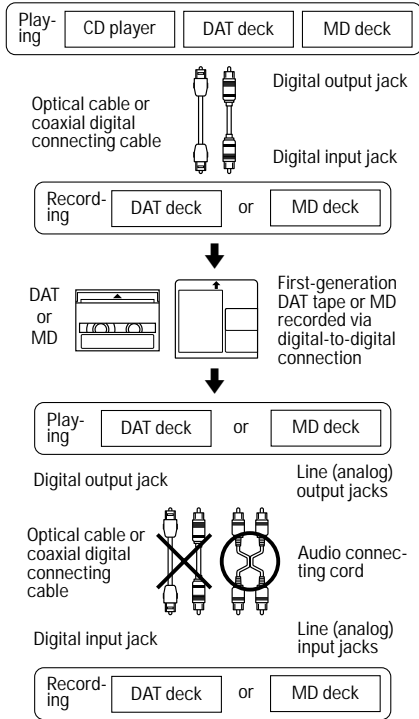 Play-
ing
CD player
DAT deck
MD deck
Digital output jack
Optical cable or
coaxial digital
connecting cable
Digital input jack
Record-
ing
DAT deck
or
MD deck
DAT
or
MD
First-generation
DAT tape or MD
recorded via
digital-to-digital
connection
Play-
ing
DAT deck
or
MD deck
Digital output jack
Line (analog)
output jacks
Optical cable or
coaxial digital
connecting
cable
Audio connec-
ting cord
Digital input jack
Line (analog)
input jacks
Record-
ing
DAT deck
or
MD deck